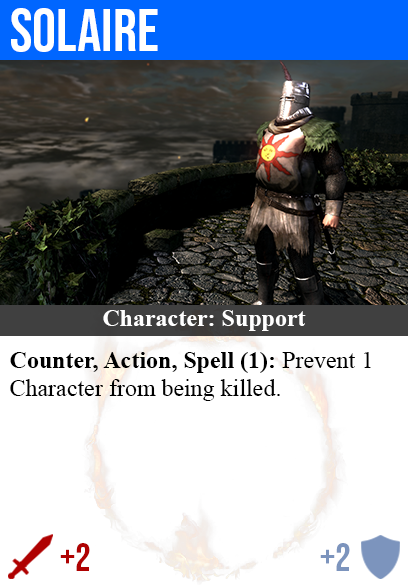 SOLAIRE
Character: Support
Counter, Action, Spell (1): Prevent 1
Character from being killed.
+2
+2